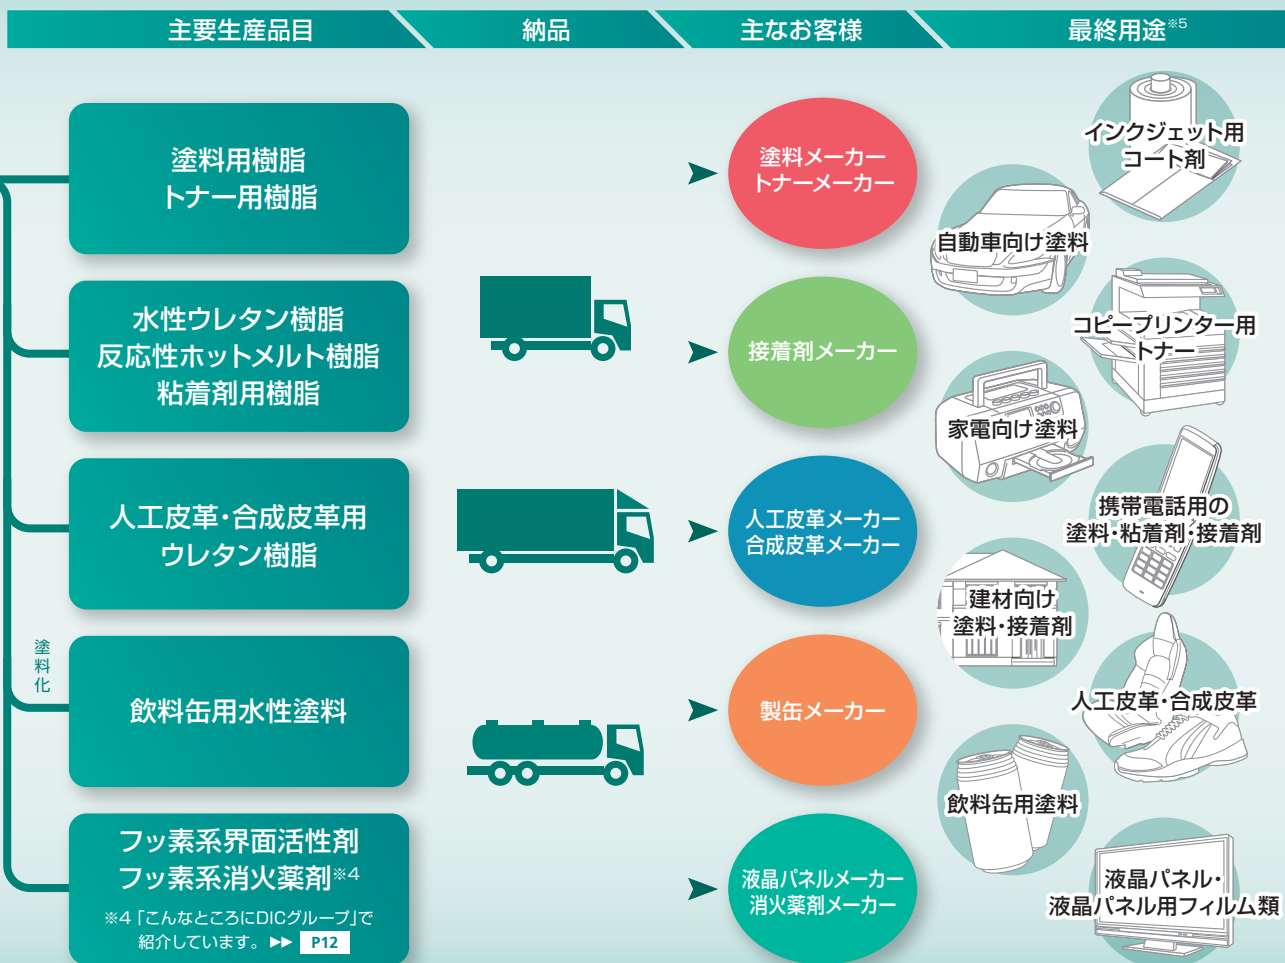 主要生産品目
納品
主なお客様
最終用途※5
塗料用樹脂
トナー用樹脂
水性ウレタン樹脂
反応性ホットメルト樹脂
粘着剤用樹脂
人工皮革・合成皮革用
ウレタン樹脂
塗料化
飲料缶用水性塗料
フッ素系界面活性剤
フッ素系消火薬剤※4
※4「こんなところにDICグループ」で
紹介しています。 ▶▶ P12
塗料メーカー
トナーメーカー
接着剤メーカー
人工皮革メーカー
合成皮革メーカー
製缶メーカー
液晶パネルメーカー
消火薬剤メーカー
インクジェット用
コート剤
自動車向け塗料
コピープリンター用
トナー
家電向け塗料
携帯電話用の
塗料・粘着剤・接着剤
建材向け
塗料・接着剤
人工皮革・合成皮革
飲料缶用塗料
液晶パネル・
液晶パネル用フィルム類